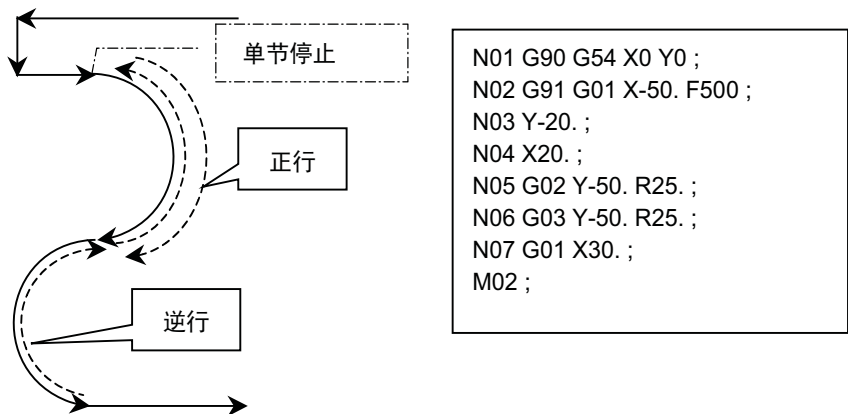 单节停止
正行
逆行
N01 G90 G54 X0 Y0 ;
N02 G91 G01 X-50. F500 ;
N03 Y-20. ;
N04 X20. ;
N05 G02 Y-50. R25. ;
N06 G03 Y-50. R25. ;
N07 G01 X30. ;
M02 ;